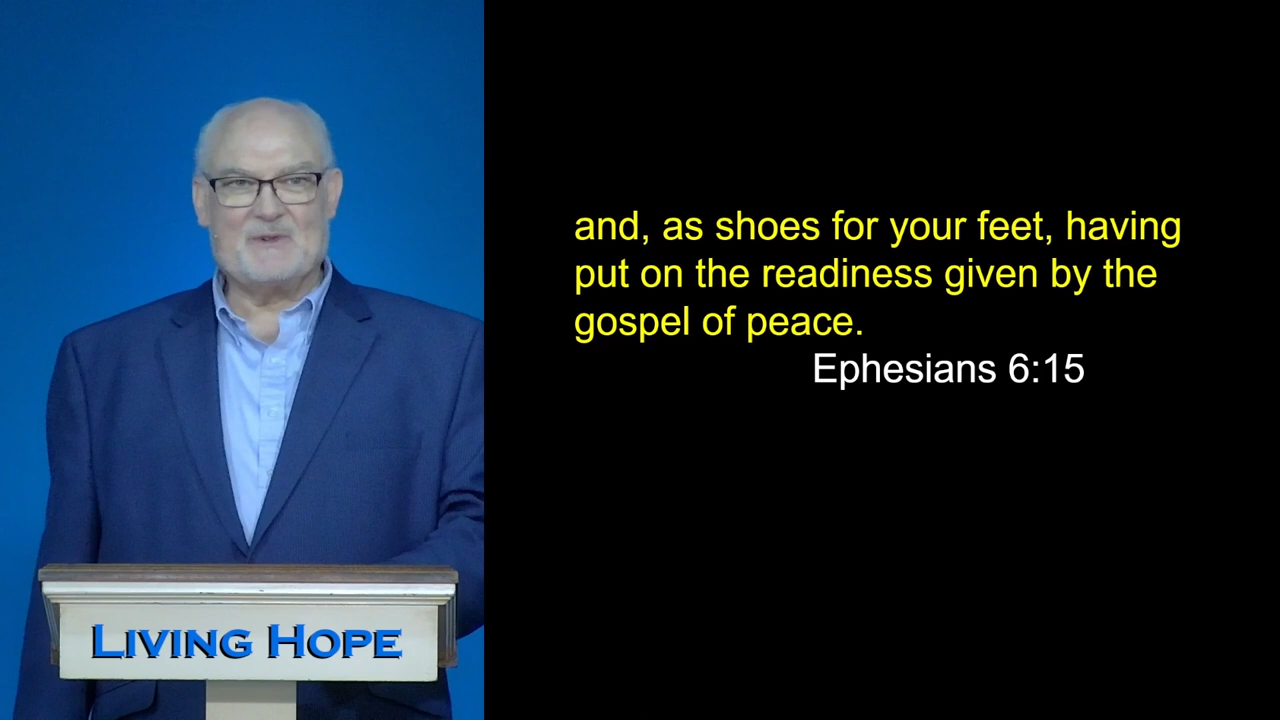 LIVING HOPE
and, as shoes for your feet, having
put on the readiness given by the
gospel of peace.
Ephesians 6:15